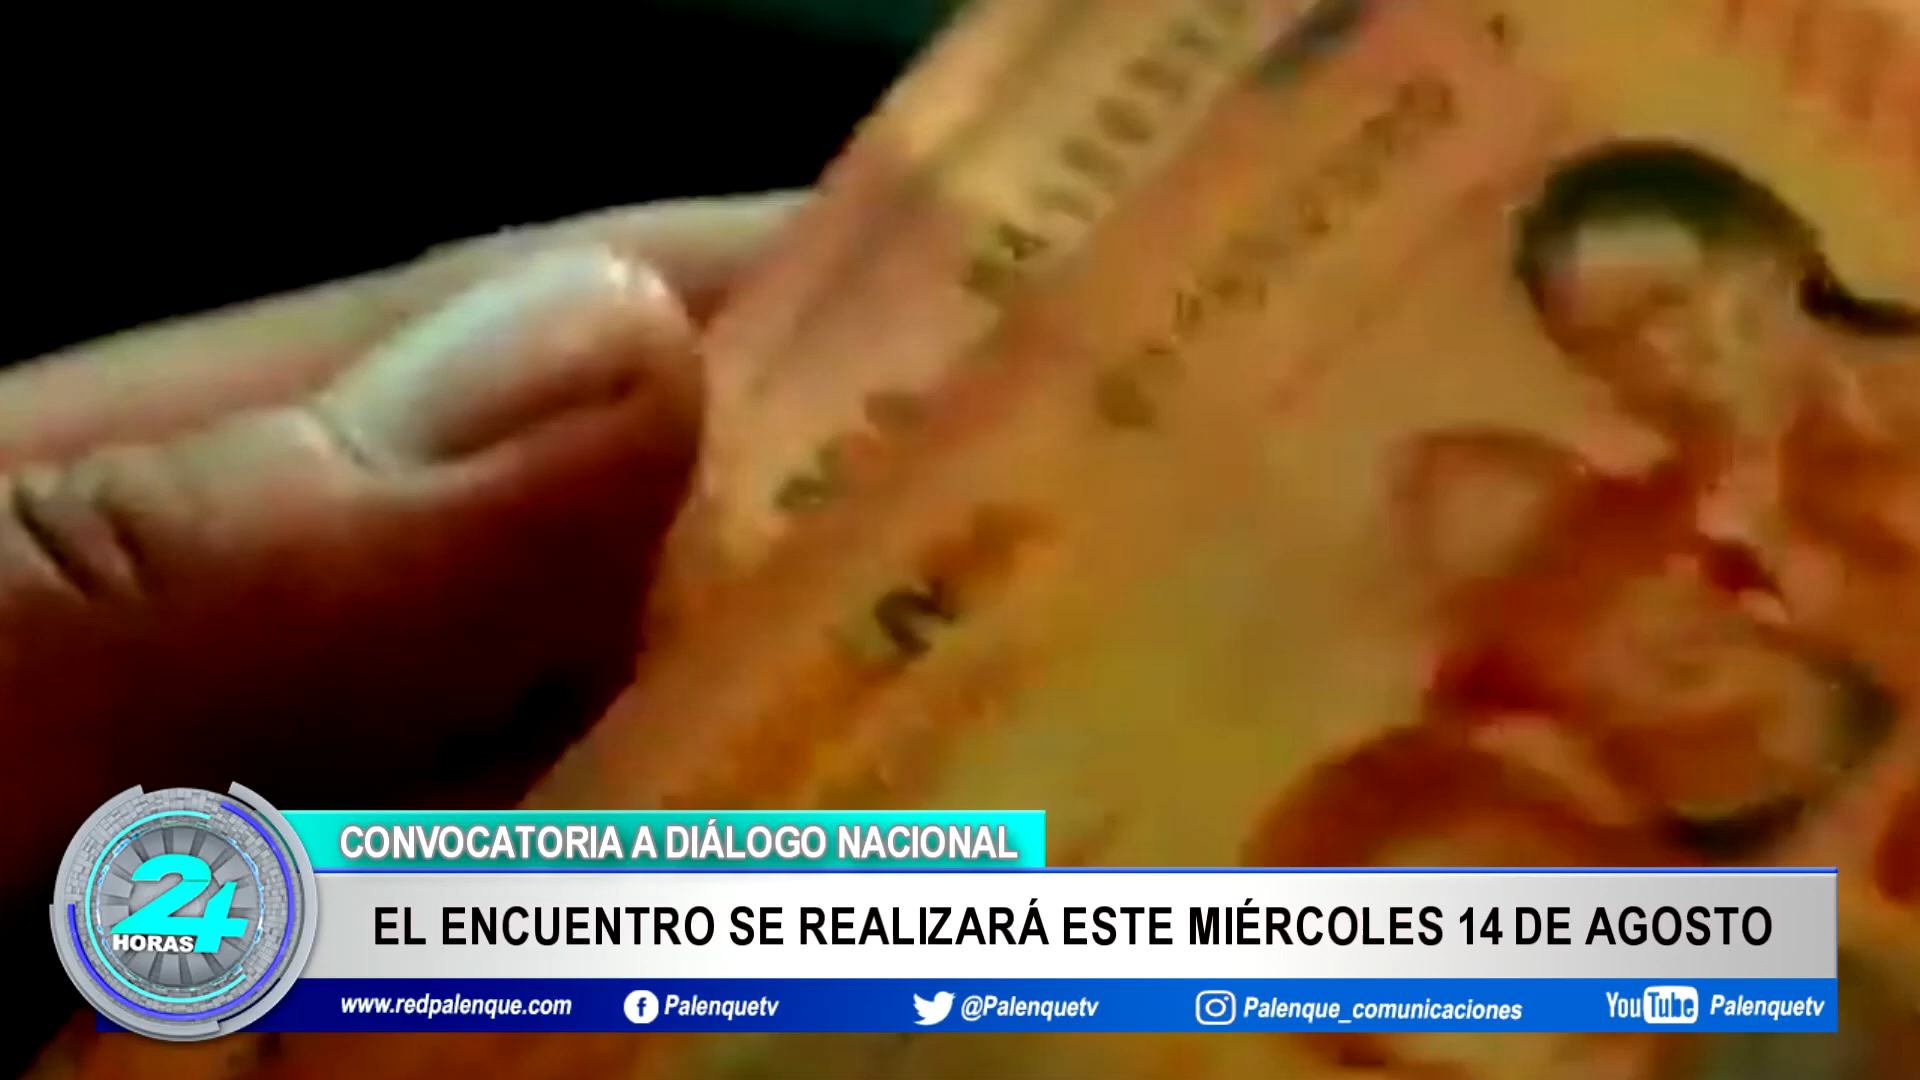 CONVOCATORIA A DIÁLOGO NACIONAL
24
HORAS
EL ENCUENTRO SE REALIZARÁ ESTE MIÉRCOLES 14 DE AGOSTO
www.redpalenque.com Palenquetv @Palenquetv Palenque_comunicaciones YouTube Palenquetv